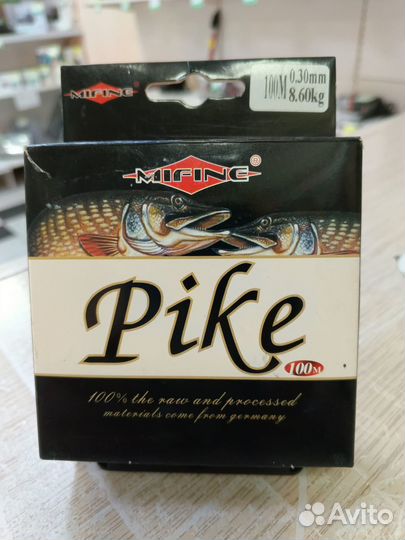 MIFINE
100M
0,30mm
8.60kg
MIFINE®
Pike
100M
100% the raw and processed
materials come from germany
Avito